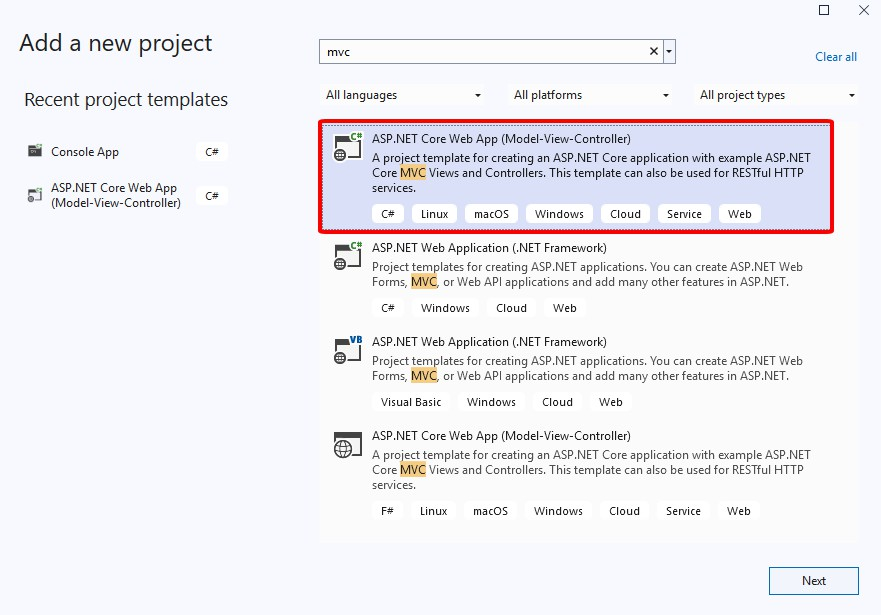 Add a new project
mvc
Clear all
Recent project templates
All languages
All platforms
All project types
Console App
C#
ASP.NET Core Web App
(Model-View-Controller)
C#
C#
ASP.NET Core Web App (Model-View-Controller)
A project template for creating an ASP.NET Core application with example ASP.NET
Core MVC Views and Controllers. This template can also be used for RESTful HTTP
services.
C# Linux macOS Windows Cloud Service Web
C#
ASP.NET Web Application (.NET Framework)
Project templates for creating ASP.NET applications. You can create ASP.NET Web
Forms, MVC, or Web API applications and add many other features in ASP.NET.
C# Windows Cloud Web
VB
ASP.NET Web Application (.NET Framework)
Project templates for creating ASP.NET applications. You can create ASP.NET Web
Forms, MVC, or Web API applications and add many other features in ASP.NET.
Visual Basic Windows Cloud Web
ASP.NET Core Web App (Model-View-Controller)
A project template for creating an ASP.NET Core application with example ASP.NET
Core MVC Views and Controllers. This template can also be used for RESTful HTTP
services.
F# Linux macOS Windows Cloud Service Web
Next